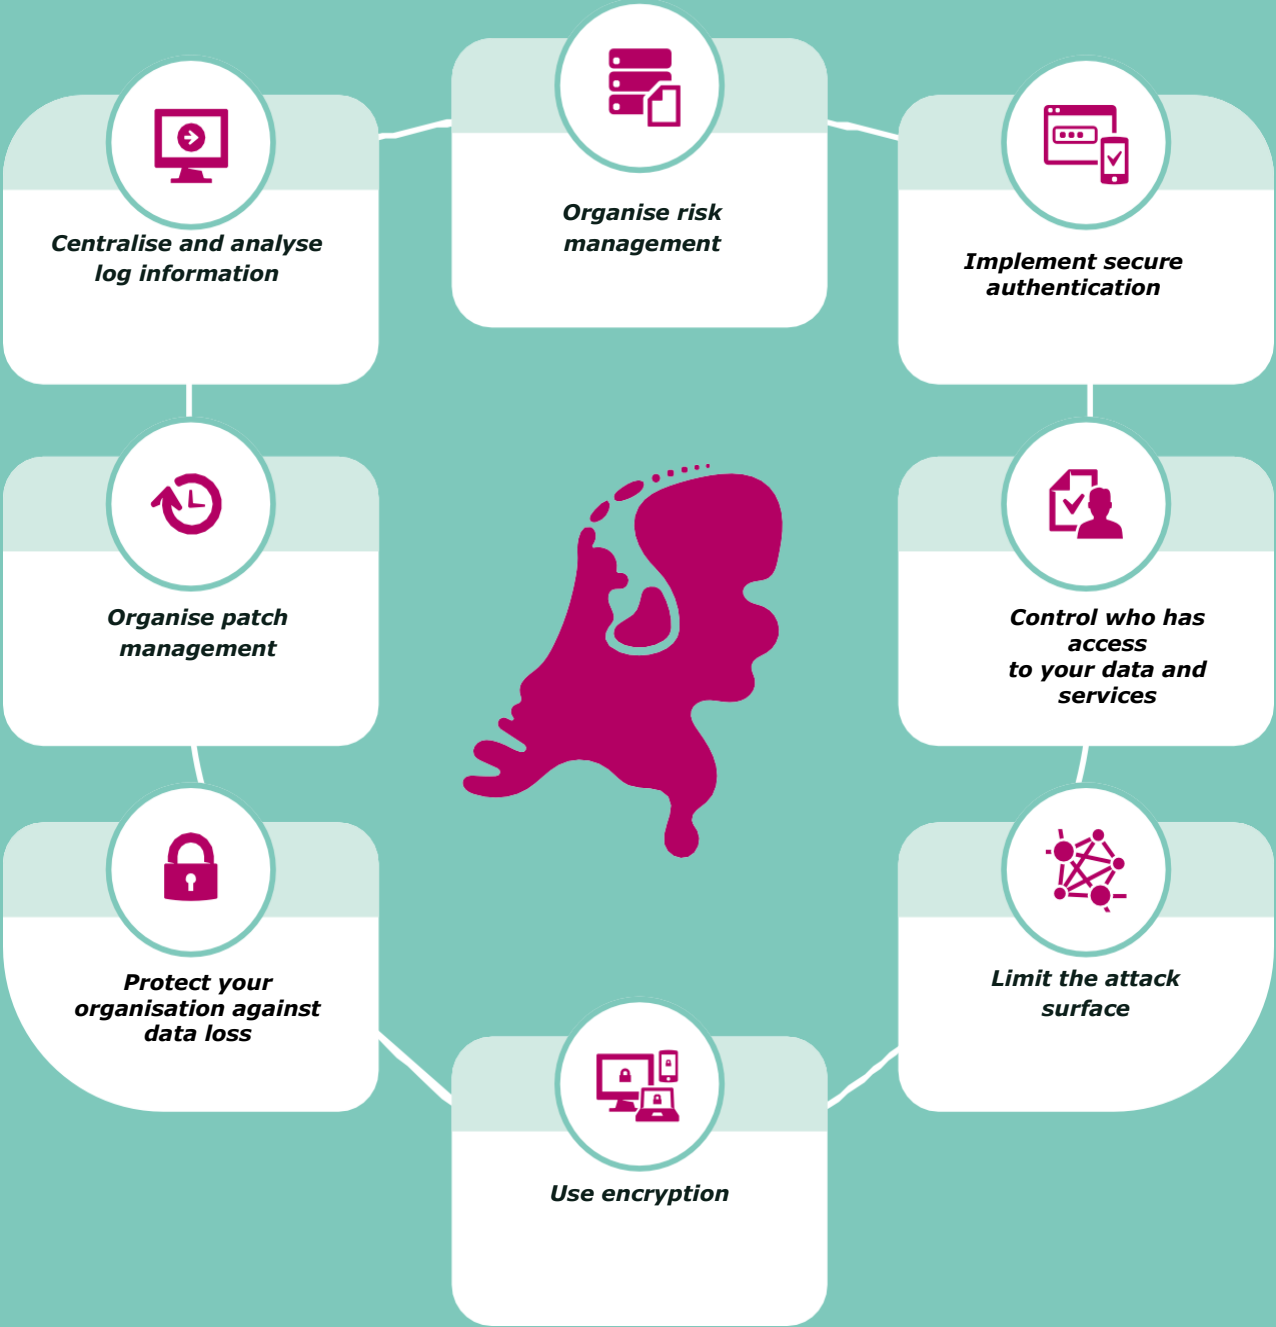 Organise risk
management
Implement secure
authentication
Control who has
access
to your data and
services
Limit the attack
surface
Use encryption
Protect your
organisation against
data loss
Organise patch
management
Centralise and analyse
log information